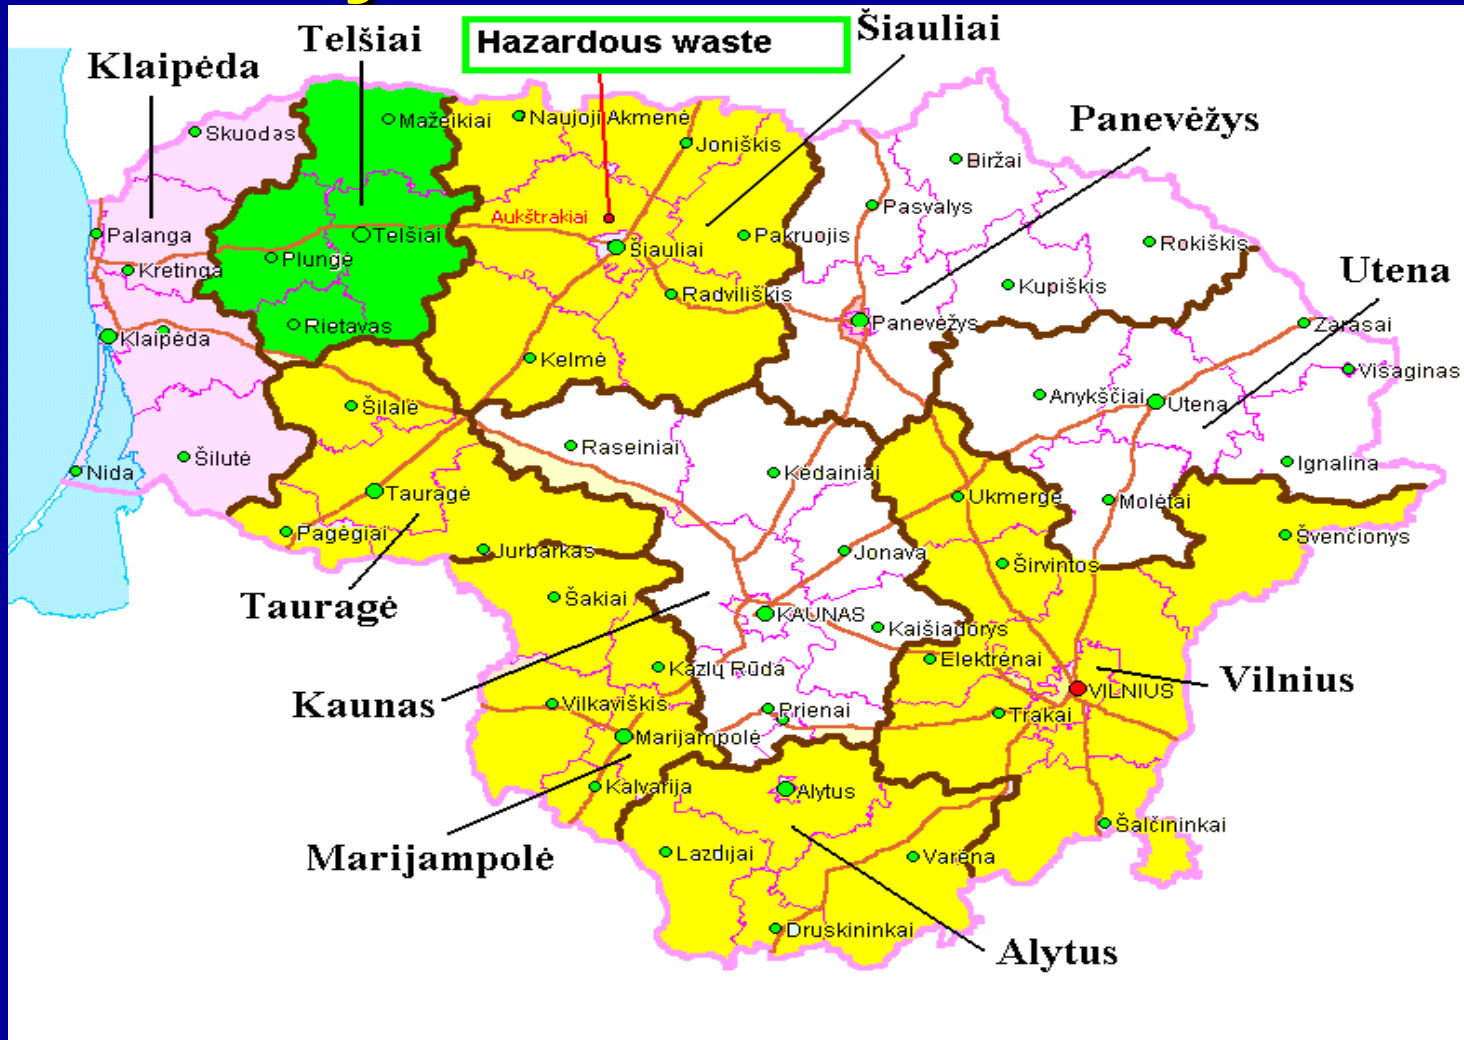 Telšiai
Hazardous waste
Šiauliai
Klaipėda
Panevėžys
Utena
Tauragė
Kaunas
Vilnius
Marijampolė
Alytus
Skuodas
Mažeikiai
Naujoji Akmenė
Joniškis
Biržai
Pasvalys
Rokiškis
Palanga
Telšiai
Aukštrakiai
Šiauliai
Pakruojis
Plungė
Kretinga
Kupiškis
Radviliškis
Rietavas
Klaipėda
Panevėžys
Zarasai
Kelmė
Visaginas
Anykščiai
Utena
Šilalė
Raseiniai
Kėdainiai
Šilutė
Nida
Ignalina
Tauragė
Ukmergė
Molėtai
Pagėgiai
Jurbarkas
Jonava
Širvintos
Švenčionys
Šakiai
KAUNAS
Kaišiadorys
Elektrėnai
Kazlų Rūda
VILNIUS
Vilkaviškis
Prienai
Trakai
Marijampolė
Kalvarija
Alytus
Šalčininkai
Lazdijai
Varėna
Druskininkai